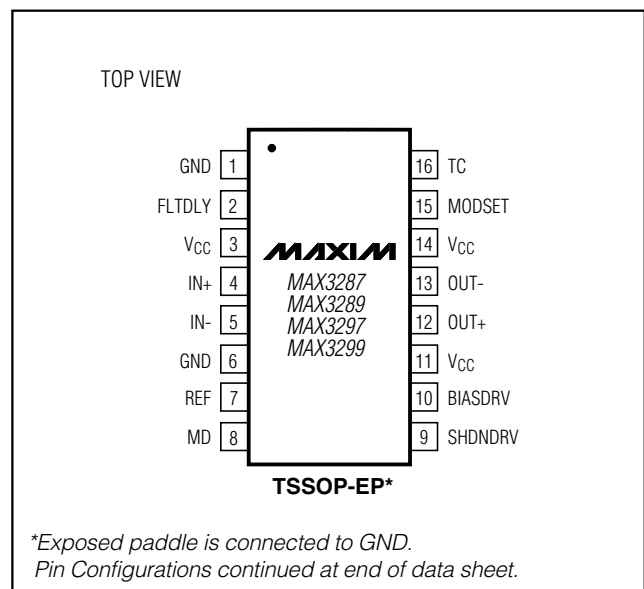 TOP VIEW
GND 1
FLTDLY 2
VCC 3
IN+ 4
IN- 5
GND 6
REF 7
MD 8
MAXIM
MAX3287
MAX3289
MAX3297
MAX3299
16 TC
15 MODSET
14 VCC
13 OUT-
12 OUT+
11 VCC
10 BIASDRV
9 SHDNDRV
TSSOP-EP*
*Exposed paddle is connected to GND.
Pin Configurations continued at end of data sheet.